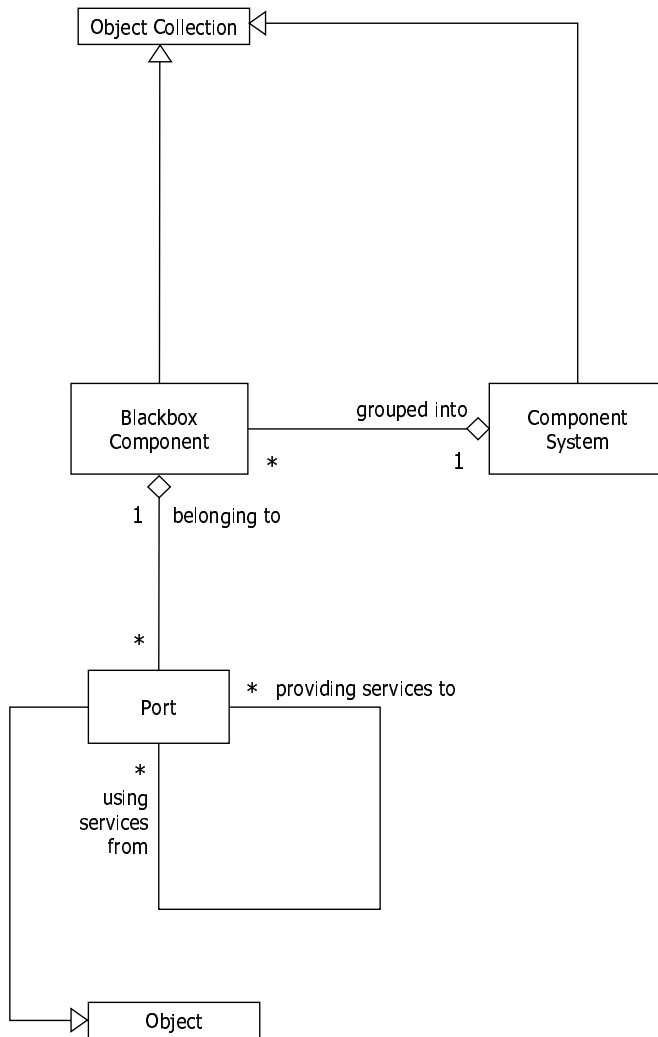 Object Collection
Blackbox
Component
grouped into
Component
System
*
1
1
belonging to
*
Port
*
providing services to
*
using
services
from
Object